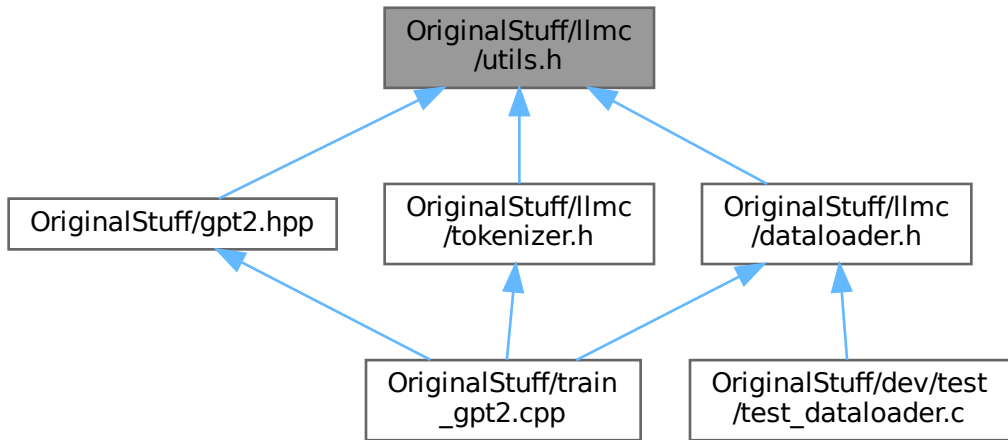 OriginalStuff/llmc
/utils.h
OriginalStuff/gpt2.hpp
OriginalStuff/llmc
/tokenizer.h
OriginalStuff/llmc
/dataloader.h
OriginalStuff/train
_gpt2.cpp
OriginalStuff/dev/test
/test_dataloader.c